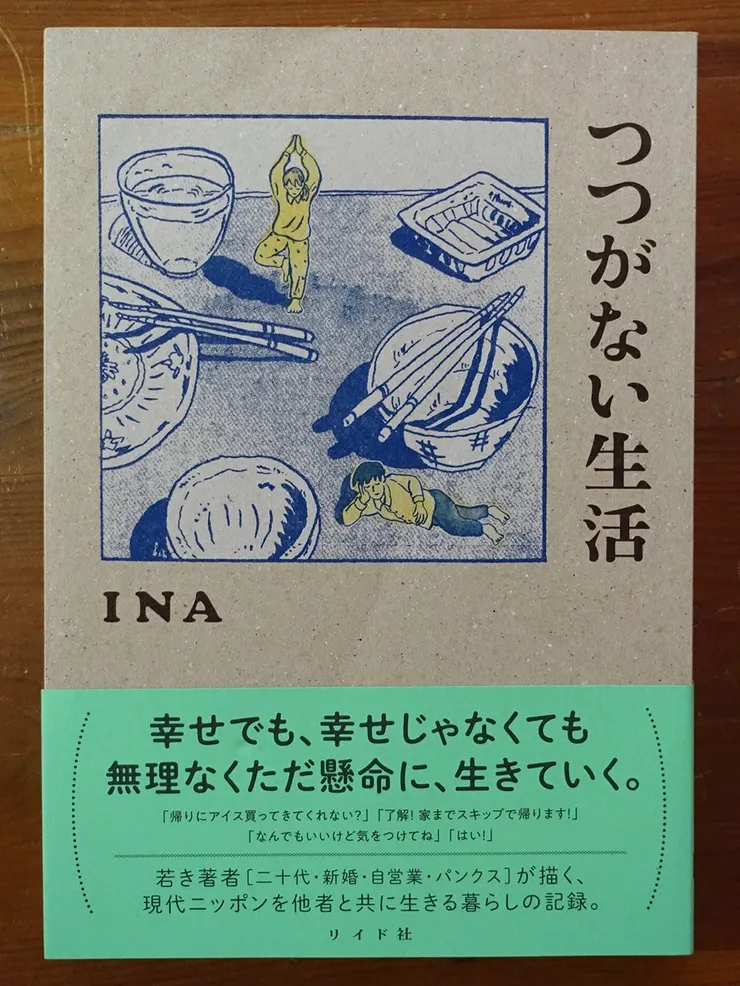 つつがない生活
INA
幸せでも、幸せじゃなくても
無理なくただ懸命に、生きていく。
「帰りにアイス買ってきてくれない?」「了解! 家までスキップで帰ります!」
「なんでもいいけど気をつけてね」「はい!」
若き著者[二十代・新婚・自営業・パンクス]が描く、
現代ニッポンを他者と共に生きる暮らしの記録。
リイド社